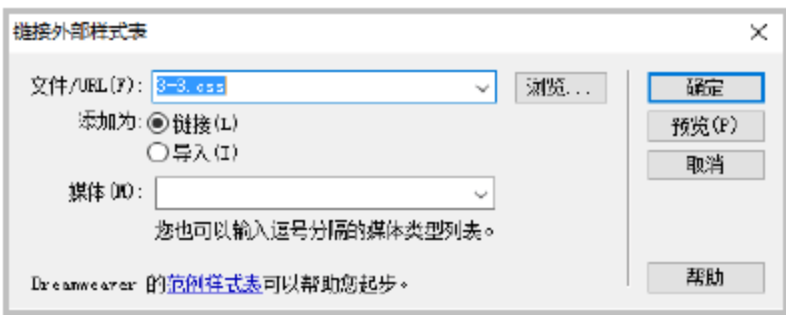 链接外部样式表
文件/URL(F): 3-3.css 浏览... 确定
添加为: 链接(L) 预览(P)
导入(I) 取消
媒体(M):
您也可以输入逗号分隔的媒体类型列表。
Dreamweaver 的范例样式表可以帮助您起步。 帮助